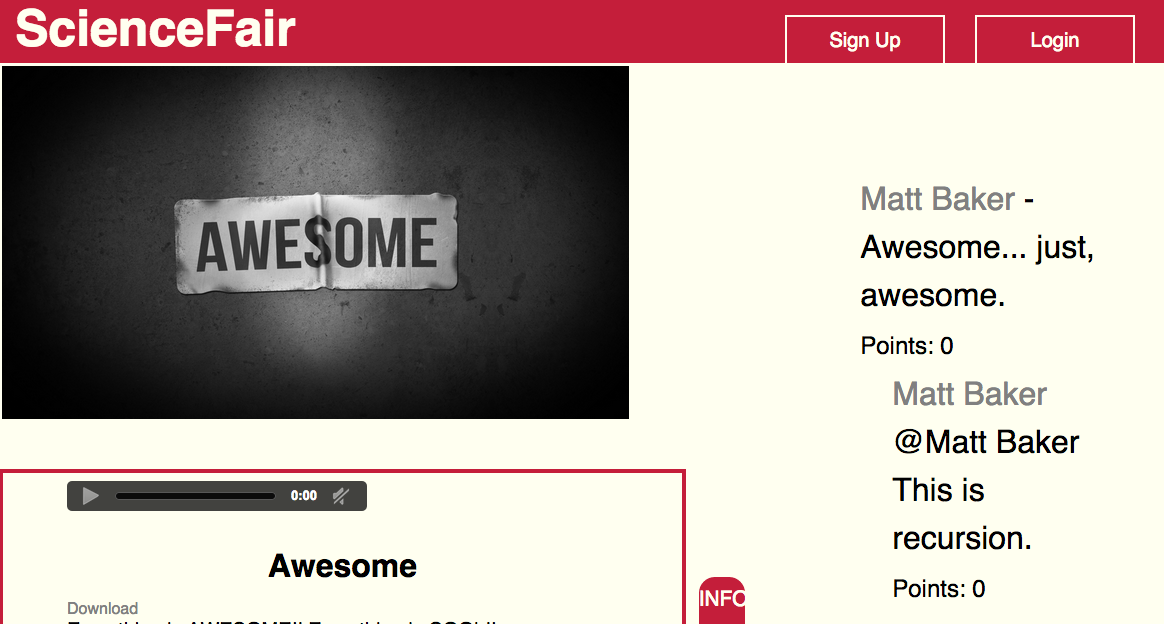 ScienceFair
Sign Up
Login
AWESOME
Matt Baker -
Awesome... just,
awesome.
Points: 0
Matt Baker
@Matt Baker
This is
recursion.
Points: 0
0:00
Awesome
INFO
Download